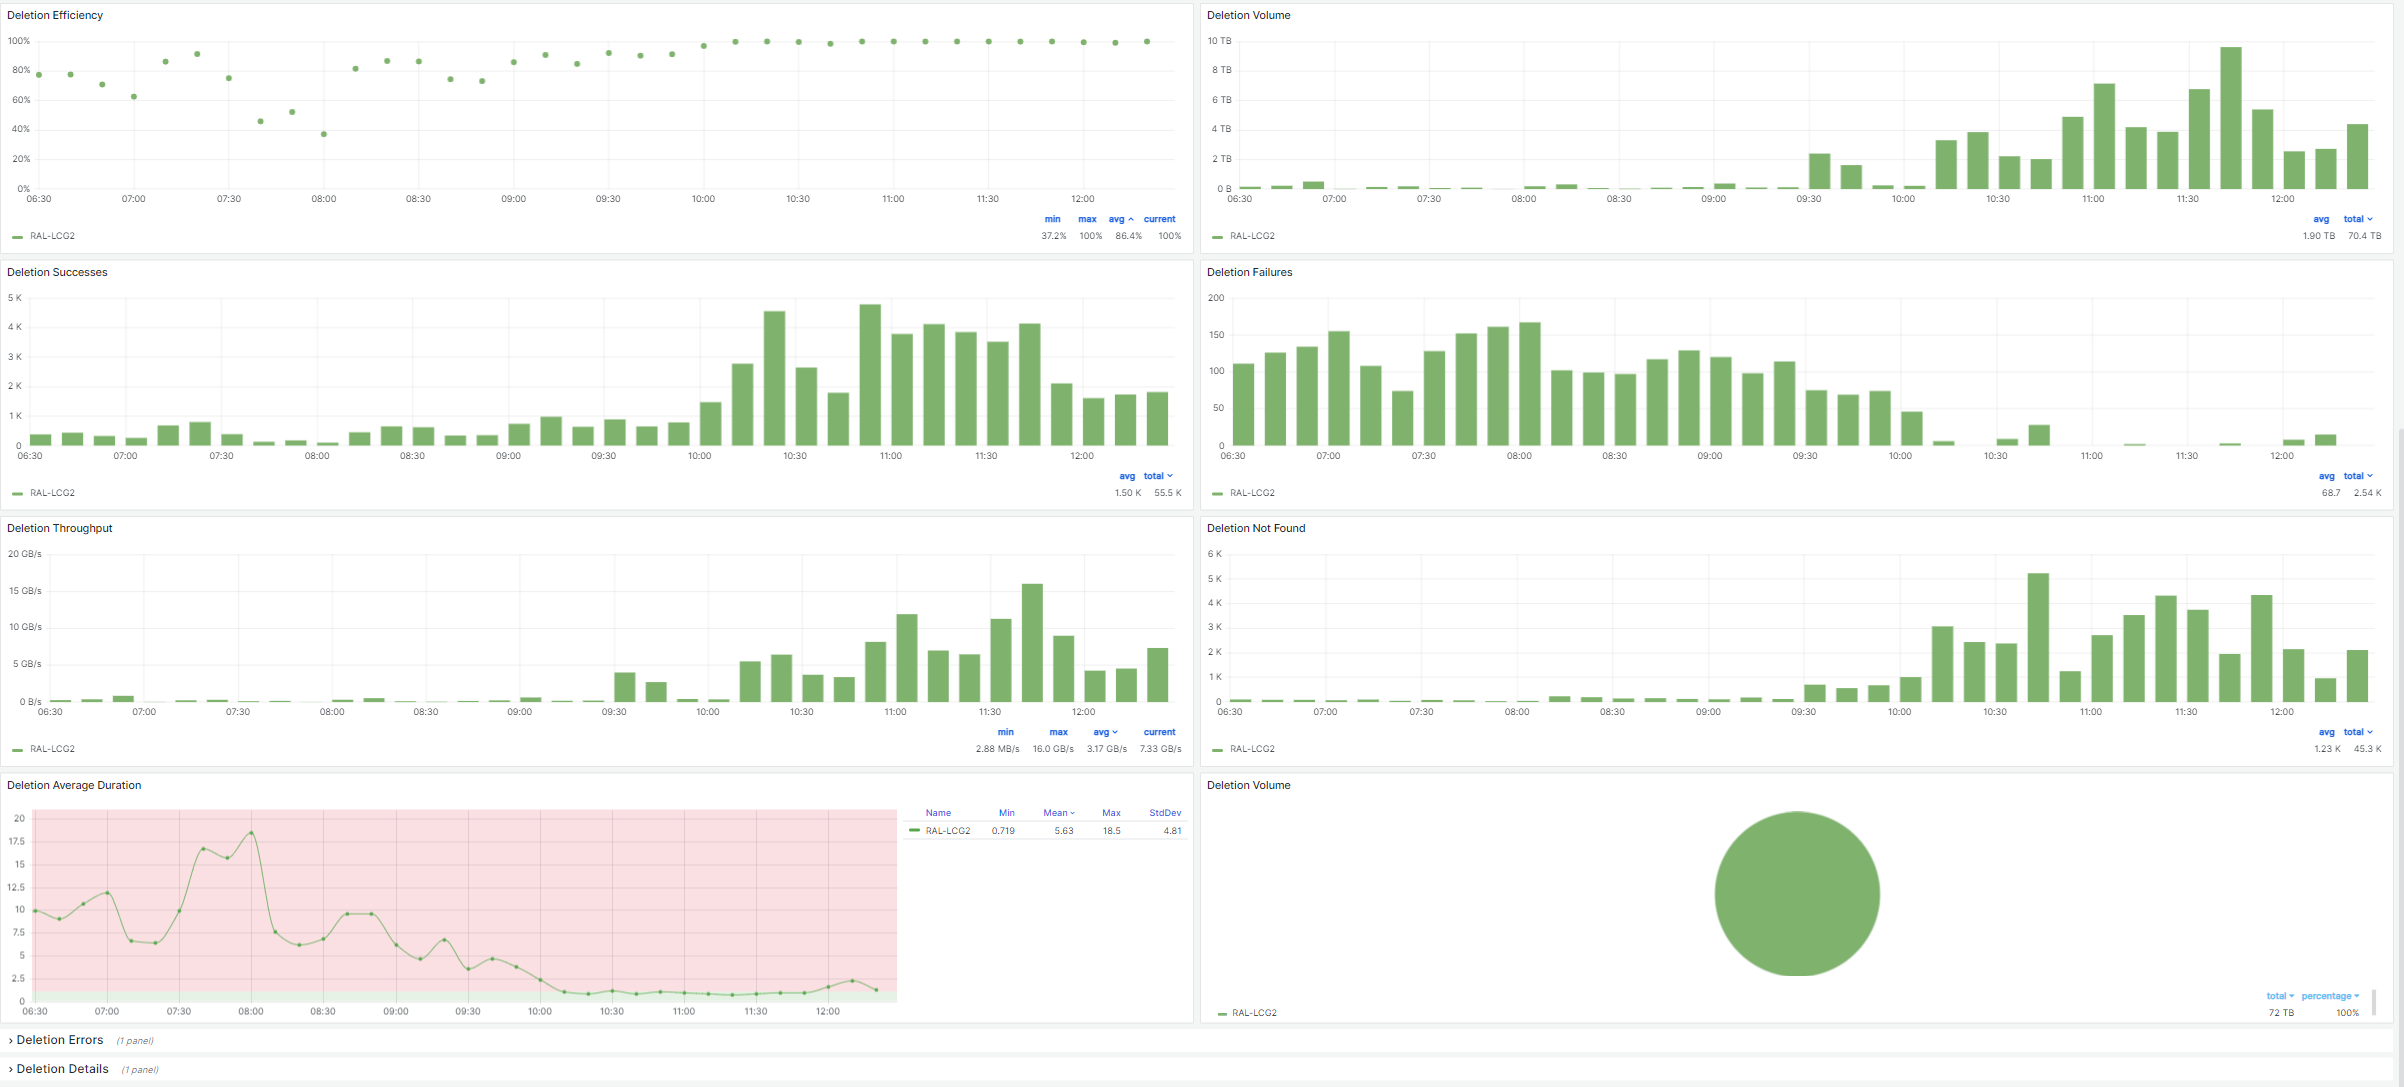 Deletion Efficiency
100%
80%
60%
40%
20%
0%
06:30 07:00 07:30 08:00 08:30 09:00 09:30 10:00 10:30 11:00 11:30 12:00
min max avg current
RAL-LCG2 37.2% 100% 86.4% 100%
Deletion Volume
10 TB
8 TB
6 TB
4 TB
2 TB
0 B
06:30 07:00 07:30 08:00 08:30 09:00 09:30 10:00 10:30 11:00 11:30 12:00
avg total
RAL-LCG2 1.90 TB 70.4 TB
Deletion Successes
5 K
4 K
3 K
2 K
1 K
0
06:30 07:00 07:30 08:00 08:30 09:00 09:30 10:00 10:30 11:00 11:30 12:00
avg total
RAL-LCG2 1.50 K 55.5 K
Deletion Failures
200
150
100
50
0
06:30 07:00 07:30 08:00 08:30 09:00 09:30 10:00 10:30 11:00 11:30 12:00
avg total
RAL-LCG2 68.7 2.54 K
Deletion Throughput
20 GB/s
15 GB/s
10 GB/s
5 GB/s
0 B/s
06:30 07:00 07:30 08:00 08:30 09:00 09:30 10:00 10:30 11:00 11:30 12:00
min max avg current
RAL-LCG2 2.88 MB/s 16.0 GB/s 3.17 GB/s 7.33 GB/s
Deletion Not Found
6 K
5 K
4 K
3 K
2 K
1 K
0
06:30 07:00 07:30 08:00 08:30 09:00 09:30 10:00 10:30 11:00 11:30 12:00
avg total
RAL-LCG2 1.23 K 45.3 K
Deletion Average Duration
20
17.5
15
12.5
10
7.5
5
2.5
0
06:30 07:00 07:30 08:00 08:30 09:00 09:30 10:00 10:30 11:00 11:30 12:00
Name Min Mean Max StdDev
RAL-LCG2 0.719 5.63 18.5 4.81
Deletion Volume
total percentage
RAL-LCG2 72 TB 100%
› Deletion Errors (1 panel)
› Deletion Details (1 panel)